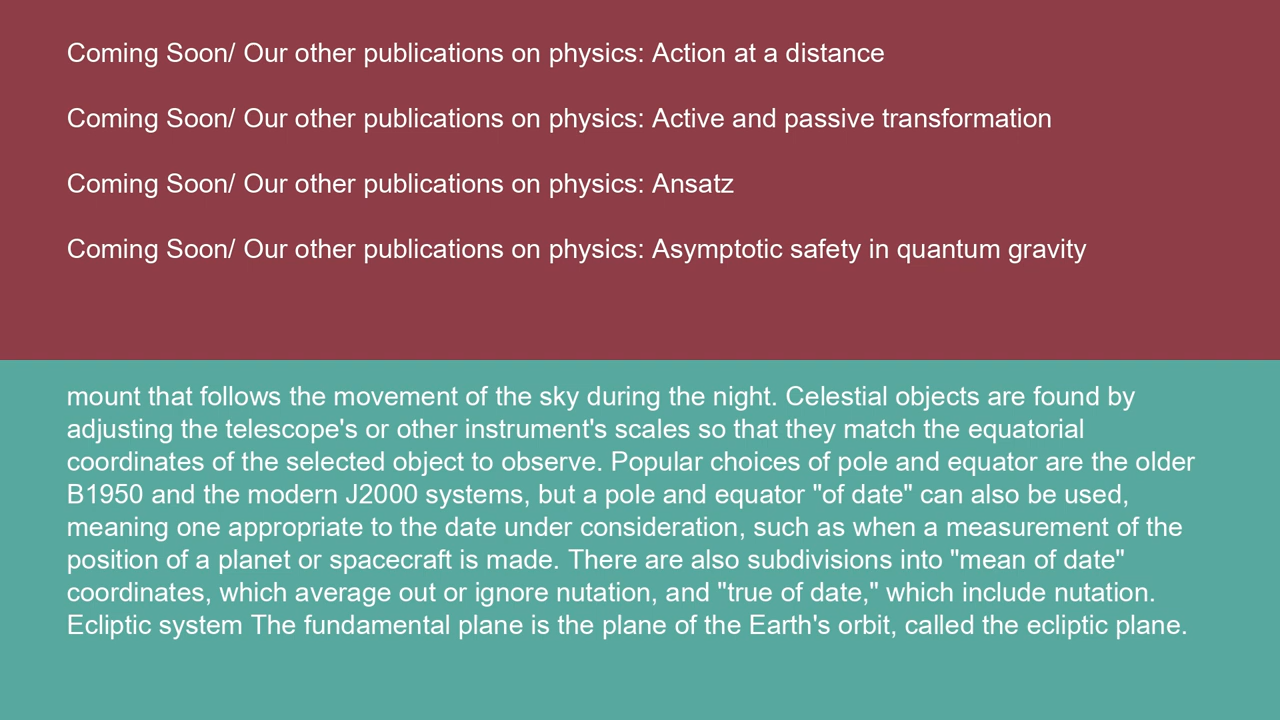 Coming Soon/ Our other publications on physics: Action at a distance
Coming Soon/ Our other publications on physics: Active and passive transformation
Coming Soon/ Our other publications on physics: Ansatz
Coming Soon/ Our other publications on physics: Asymptotic safety in quantum gravity
mount that follows the movement of the sky during the night. Celestial objects are found by
adjusting the telescope's or other instrument's scales so that they match the equatorial
coordinates of the selected object to observe. Popular choices of pole and equator are the older
B1950 and the modern J2000 systems, but a pole and equator "of date" can also be used,
meaning one appropriate to the date under consideration, such as when a measurement of the
position of a planet or spacecraft is made. There are also subdivisions into "mean of date"
coordinates, which average out or ignore nutation, and "true of date," which include nutation.
Ecliptic system The fundamental plane is the plane of the Earth's orbit, called the ecliptic plane.